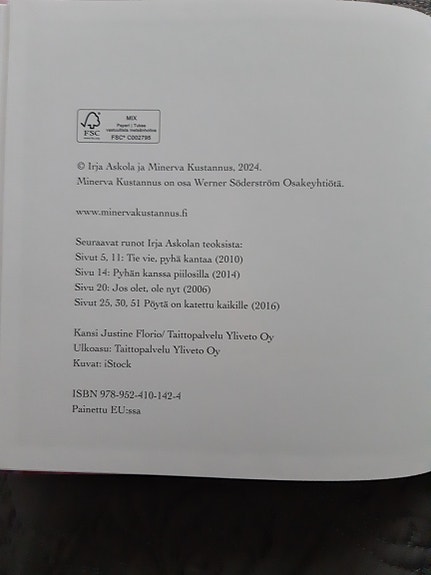 FSC
MIX
Paperi | Tukea
vastuullista metsänhoitoa
FSC® C002795
© Irja Askola ja Minerva Kustannus, 2024.
Minerva Kustannus on osa Werner Söderström Osakeyhtiötä.
www.minervakustannus.fi
Seuraavat runot Irja Askolan teoksista:
Sivut 5, 11: Tie vie, pyhä kantaa (2010)
Sivu 14: Pyhän kanssa piilosilla (2014)
Sivu 20: Jos olet, ole nyt (2006)
Sivut 25, 30, 51 Pöytä on katettu kaikille (2016)
Kansi Justine Florio/ Taittopalvelu Yliveto Oy
Ulkoasu: Taittopalvelu Yliveto Oy
Kuvat: iStock
ISBN 978-952-410-142-4
Painettu EU:ssa